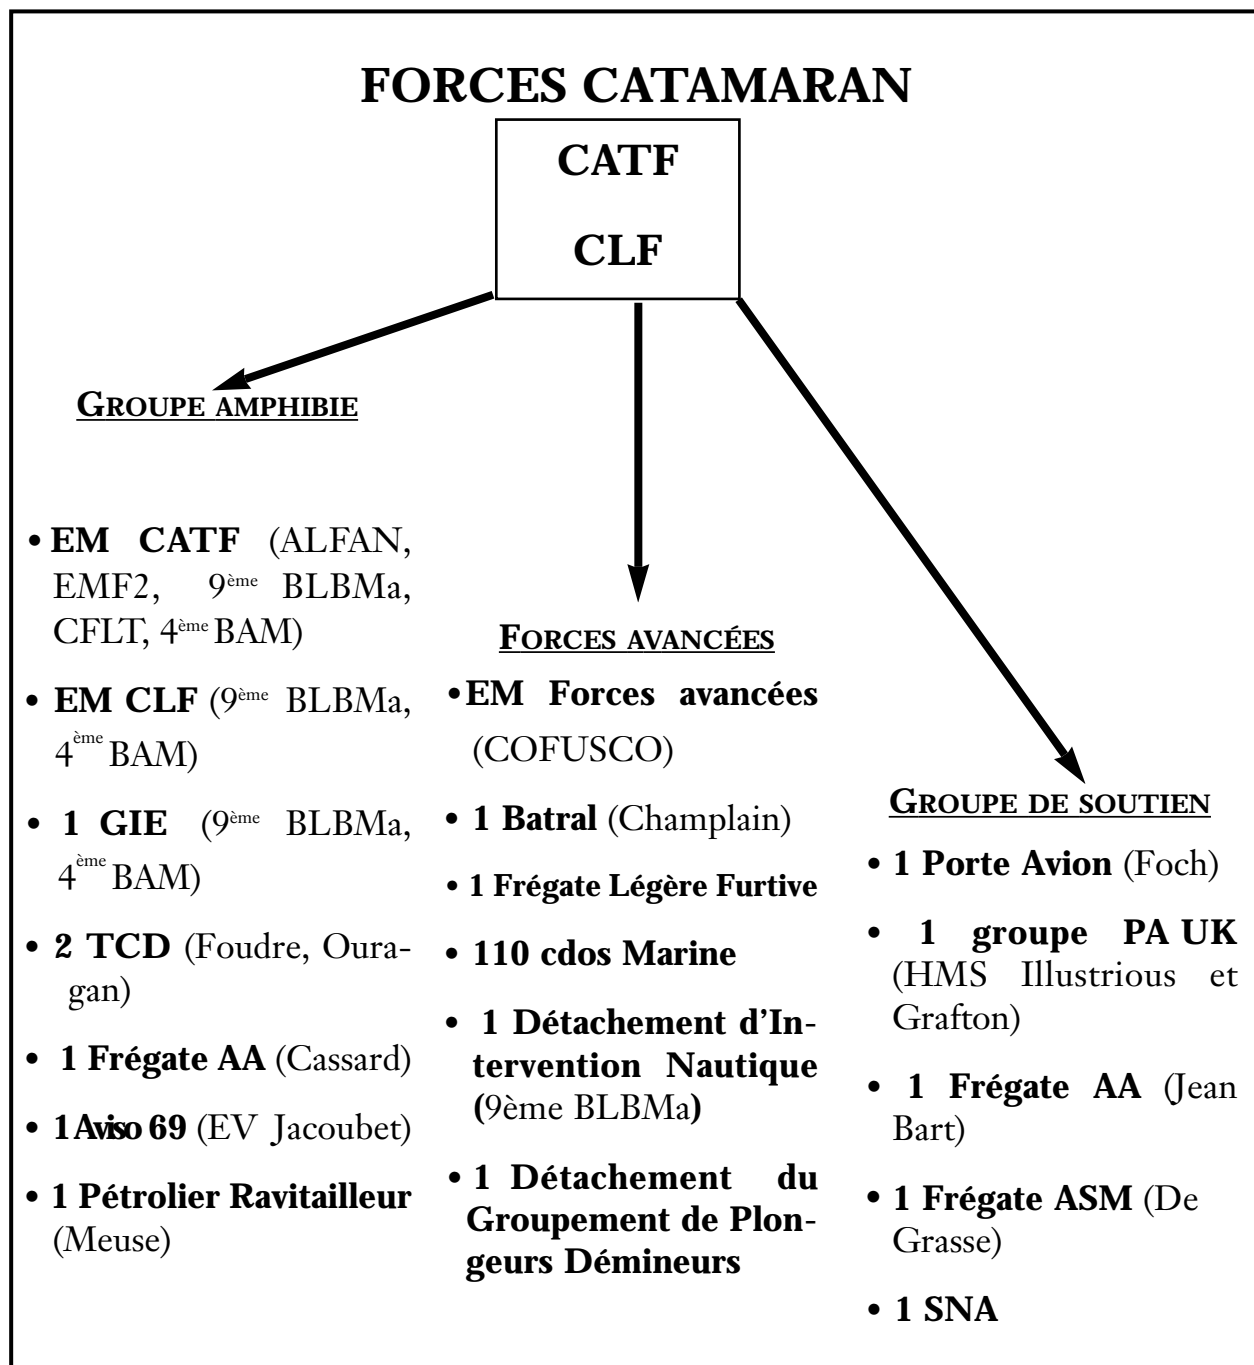 FORCES CATAMARAN
CATF
CLF
GROUPE AMPHIBIE
• EM CATF (ALFAN,
EMF2, 9ème BLBMa,
CFLT, 4ème BAM)
• EM CLF (9ème BLBMa,
4ème BAM)
• 1 GIE (9ème BLBMa,
4ème BAM)
• 2 TCD (Foudre, Oura-
gan)
• 1 Frégate AA (Cassard)
• 1 Aviso 69 (EV Jacoubet)
• 1 Pétrolier Ravitailleur
(Meuse)
FORCES AVANCÉES
• EM Forces avancées
(COFUSCO)
• 1 Batral (Champlain)
• 1 Frégate Légère Furtive
• 110 cdos Marine
• 1 Détachement d’In-
tervention Nautique
(9ème BLBMa)
• 1 Détachement du
Groupement de Plon-
geurs Démineurs
GROUPE DE SOUTIEN
• 1 Porte Avion (Foch)
• 1 groupe PA UK
(HMS Illustrious et
Grafton)
• 1 Frégate AA (Jean
Bart)
• 1 Frégate ASM (De
Grasse)
• 1 SNA